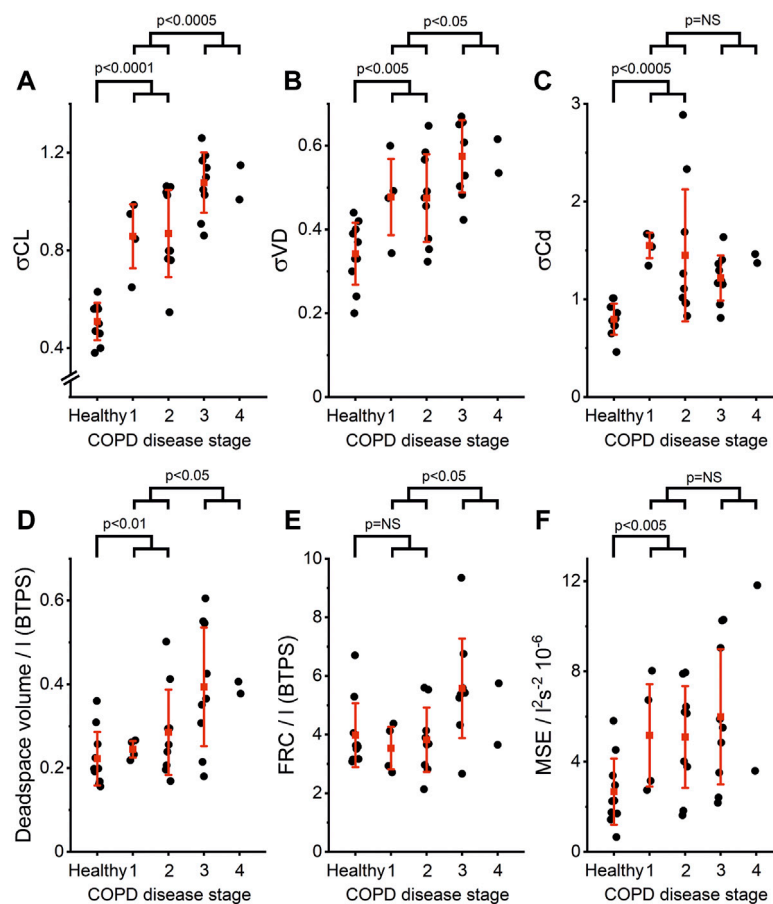 p<0.0005
p<0.0001
A
σCL
1.2
0.8
0.4
Healthy 1 2 3 4
COPD disease stage
p<0.05
p<0.005
B
σVD
0.6
0.4
0.2
0
Healthy 1 2 3 4
COPD disease stage
p=NS
p<0.0005
C
σCd
3
2
1
0
Healthy 1 2 3 4
COPD disease stage
p<0.05
p<0.01
D
Deadspace volume / l (BTPS)
0.6
0.4
0.2
0
Healthy 1 2 3 4
COPD disease stage
p<0.05
p=NS
E
FRC / l (BTPS)
10
8
6
4
2
0
Healthy 1 2 3 4
COPD disease stage
p=NS
p<0.005
F
MSE / l²s⁻² 10⁻⁶
12
8
4
0
Healthy 1 2 3 4
COPD disease stage